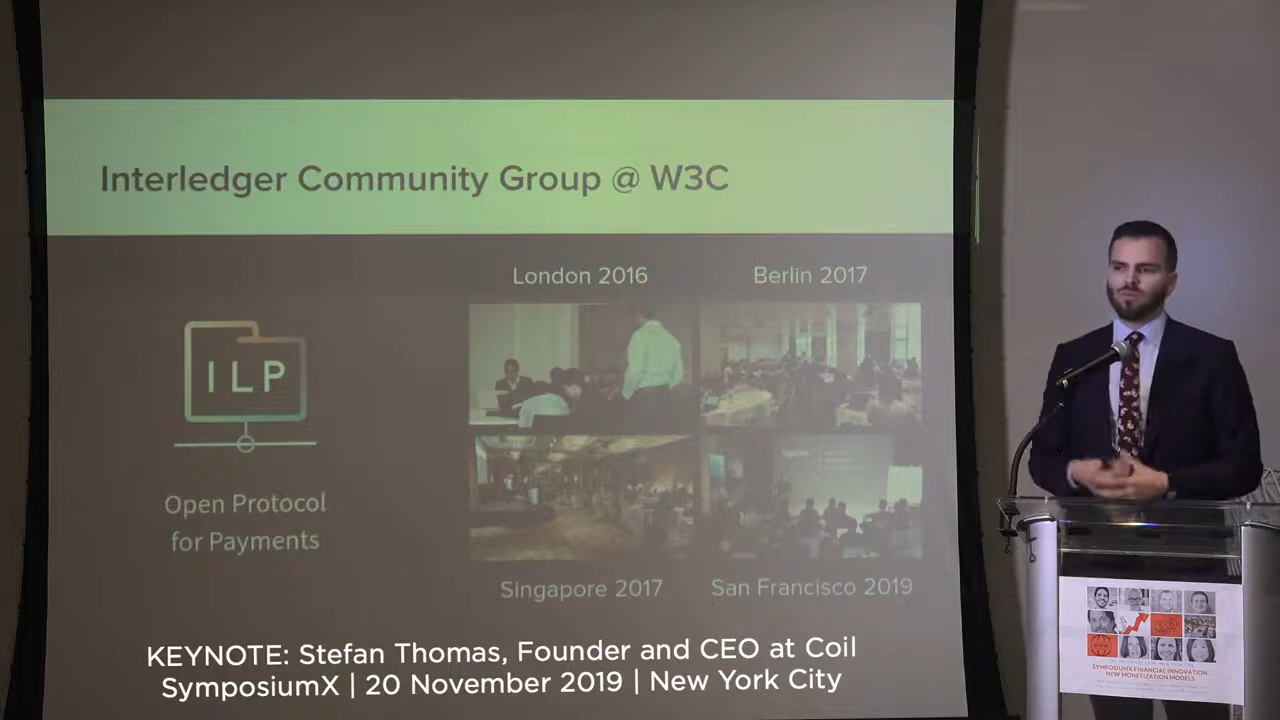 Interledger Community Group @ W3C
London 2016
Berlin 2017
ILP
Open Protocol
for Payments
Singapore 2017
San Francisco 2019
KEYNOTE: Stefan Thomas, Founder and CEO at Coil
SymposiumX | 20 November 2019 | New York City
SYMPOSIUMX FINANCIAL INNOVATION
NEW MONETIZATION MODELS